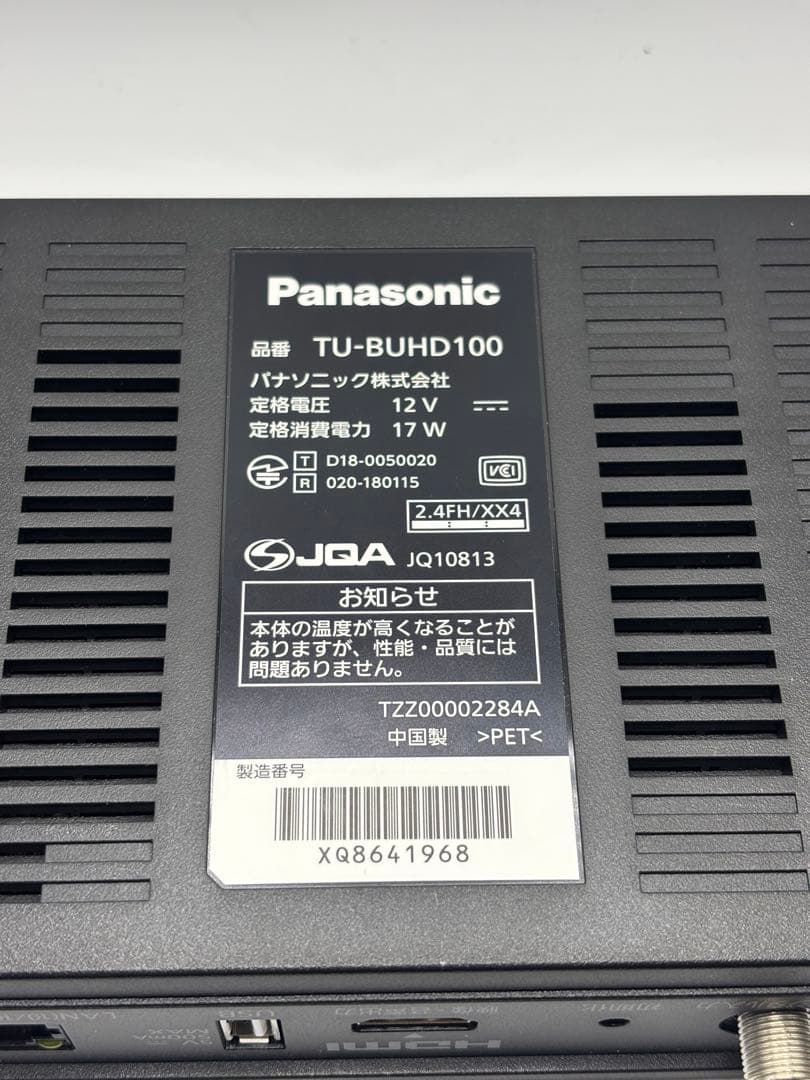 Panasonic
品番 TU-BUHD100
パナソニック株式会社
定格電圧 12 V
定格消費電力 17 W
T D18-0050020
R 020-180115
VCI
2.4FH/XX4
JQA JQ10813
お知らせ
本体の温度が高くなることが
ありますが、性能・品質には
問題ありません。
TZZ00002284A
中国製 >PET<
製造番号
XQ8641968
USB
HDMI